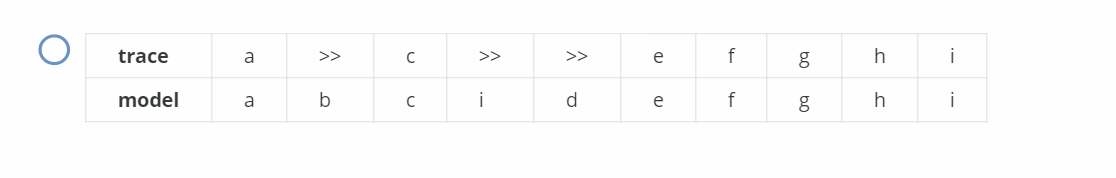 trace a >> c >> >> e f g h i
model a b c i d e f g h i